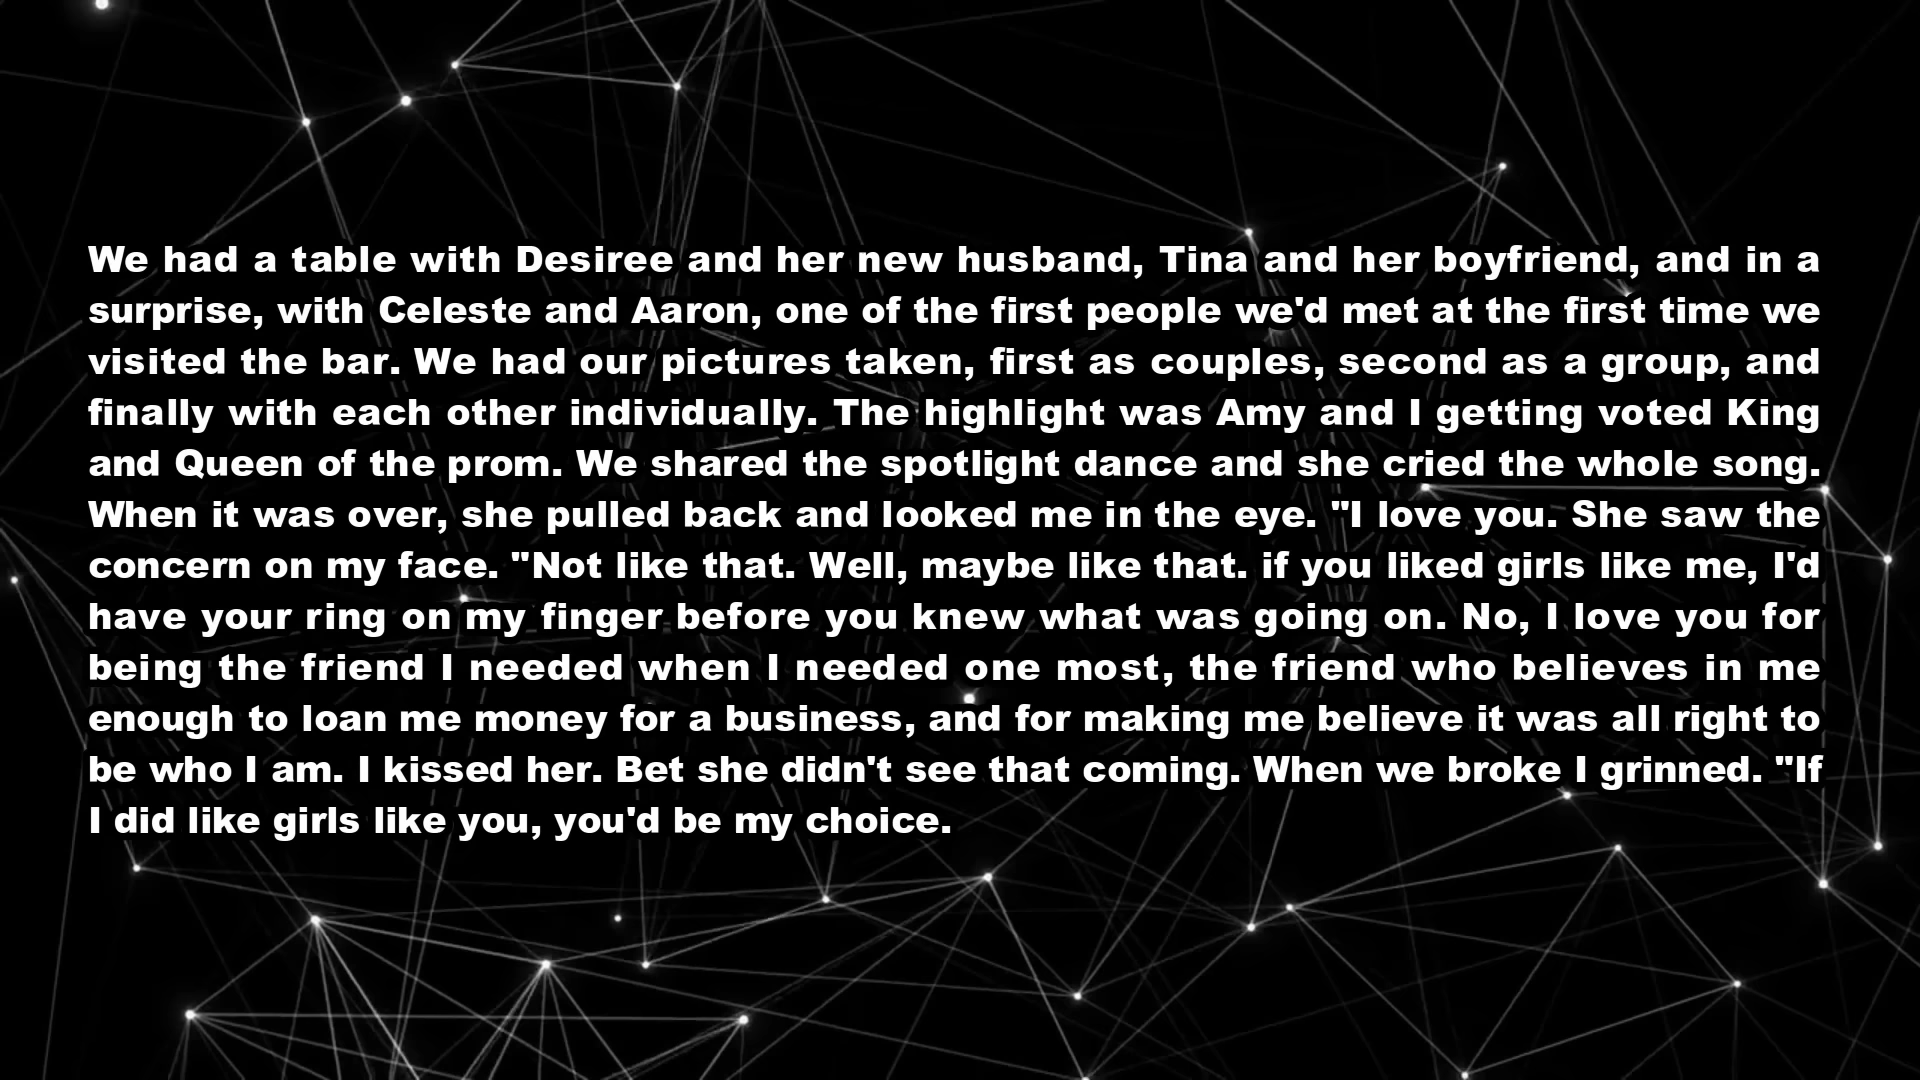 We had a table with Desiree and her new husband, Tina and her boyfriend, and in a
surprise, with Celeste and Aaron, one of the first people we'd met at the first time we
visited the bar. We had our pictures taken, first as couples, second as a group, and
finally with each other individually. The highlight was Amy and I getting voted King
and Queen of the prom. We shared the spotlight dance and she cried the whole song.
When it was over, she pulled back and looked me in the eye. "I love you. She saw the
concern on my face. "Not like that. Well, maybe like that. if you liked girls like me, I'd
have your ring on my finger before you knew what was going on. No, I love you for
being the friend I needed when I needed one most, the friend who believes in me
enough to loan me money for a business, and for making me believe it was all right to
be who I am. I kissed her. Bet she didn't see that coming. When we broke I grinned. "If
I did like girls like you, you'd be my choice.